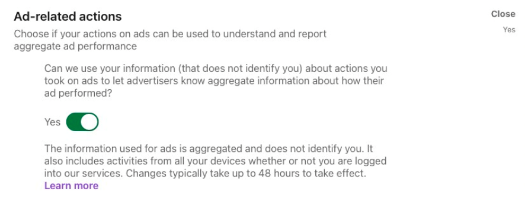 Ad-related actions
Close
Choose if your actions on ads can be used to understand and report
Yes
aggregate ad performance
Can we use your information (that does not identify you) about actions you
took on ads to let advertisers know aggregate information about how their
ad performed?
Yes
The information used for ads is aggregated and does not identify you. It
also includes activities from all your devices whether or not you are logged
into our services. Changes typically take up to 48 hours to take effect.
Learn more